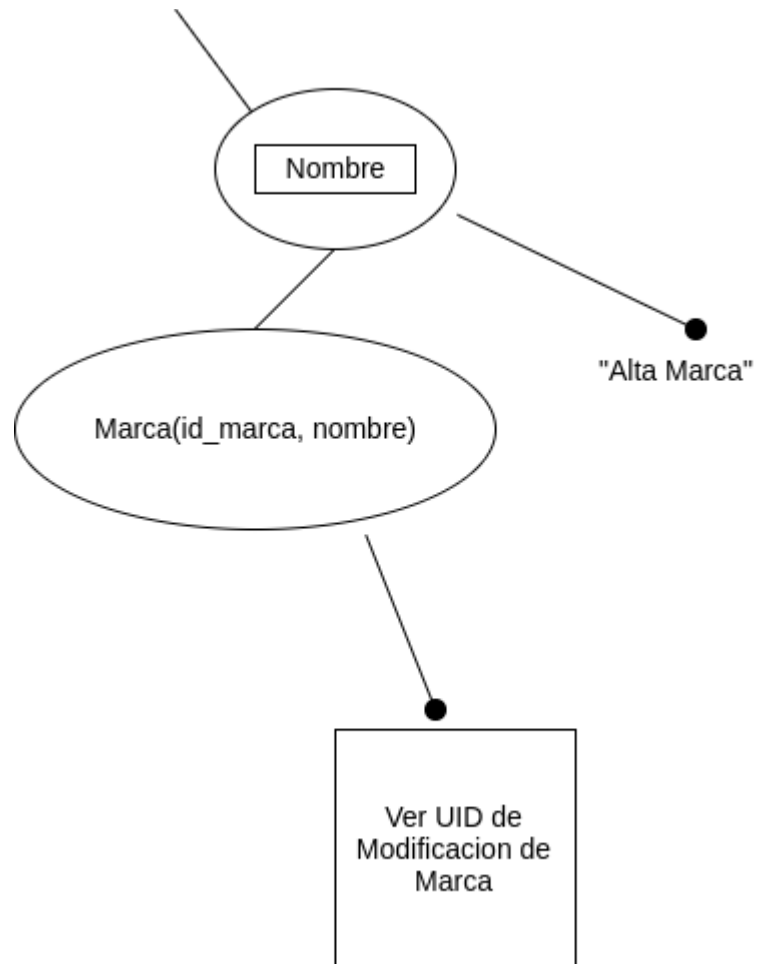 Nombre
"Alta Marca"
Marca(id_marca, nombre)
Ver UID de
Modificacion de
Marca